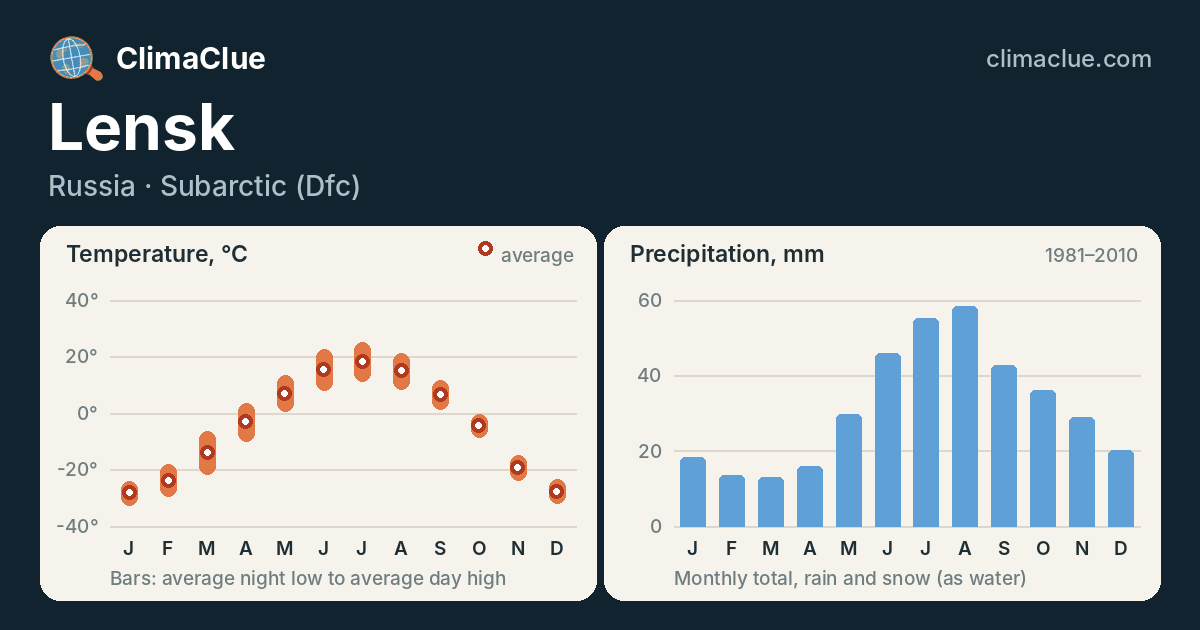 ClimaClue
climaclue.com
Lensk
Russia · Subarctic (Dfc)
Temperature, °C
average
40°
20°
0°
-20°
-40°
J F M A M J J A S O N D
Bars: average night low to average day high
Precipitation, mm
1981–2010
60
40
20
0
J F M A M J J A S O N D
Monthly total, rain and snow (as water)